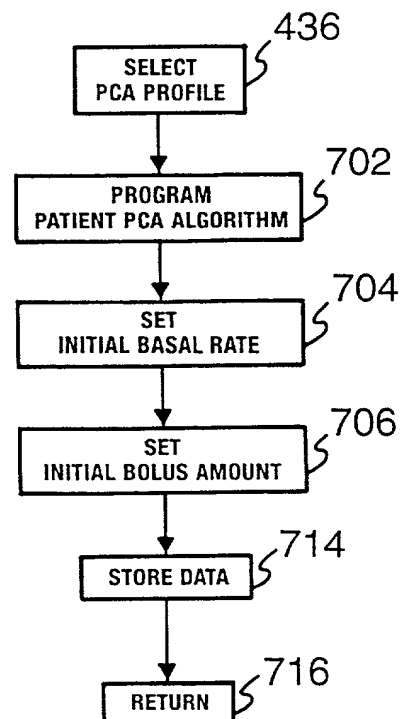 436
SELECT
PCA PROFILE
702
PROGRAM
PATIENT PCA ALGORITHM
704
SET
INITIAL BASAL RATE
706
SET
INITIAL BOLUS AMOUNT
714
STORE DATA
716
RETURN